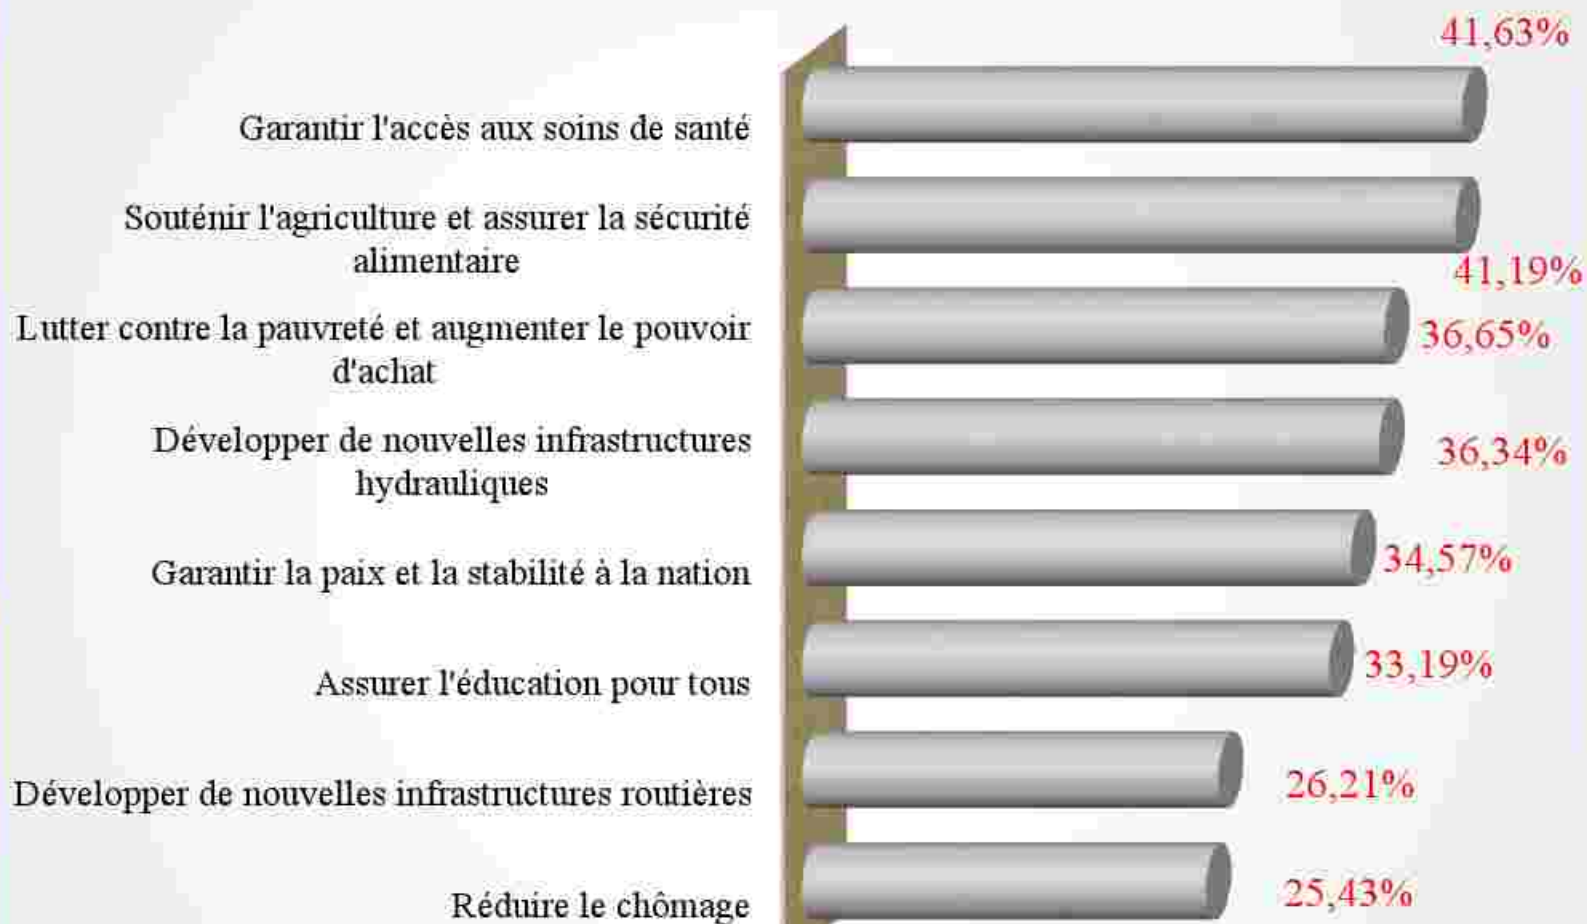 41,63%
Garantir l'accès aux soins de santé
Souténir l'agriculture et assurer la sécurité
alimentaire
41,19%
Lutter contre la pauvreté et augmenter le pouvoir
d'achat
36,65%
Développer de nouvelles infrastructures
hydrauliques
36,34%
Garantir la paix et la stabilité à la nation
34,57%
Assurer l'éducation pour tous
33,19%
Développer de nouvelles infrastructures routières
26,21%
Réduire le chômage
25,43%